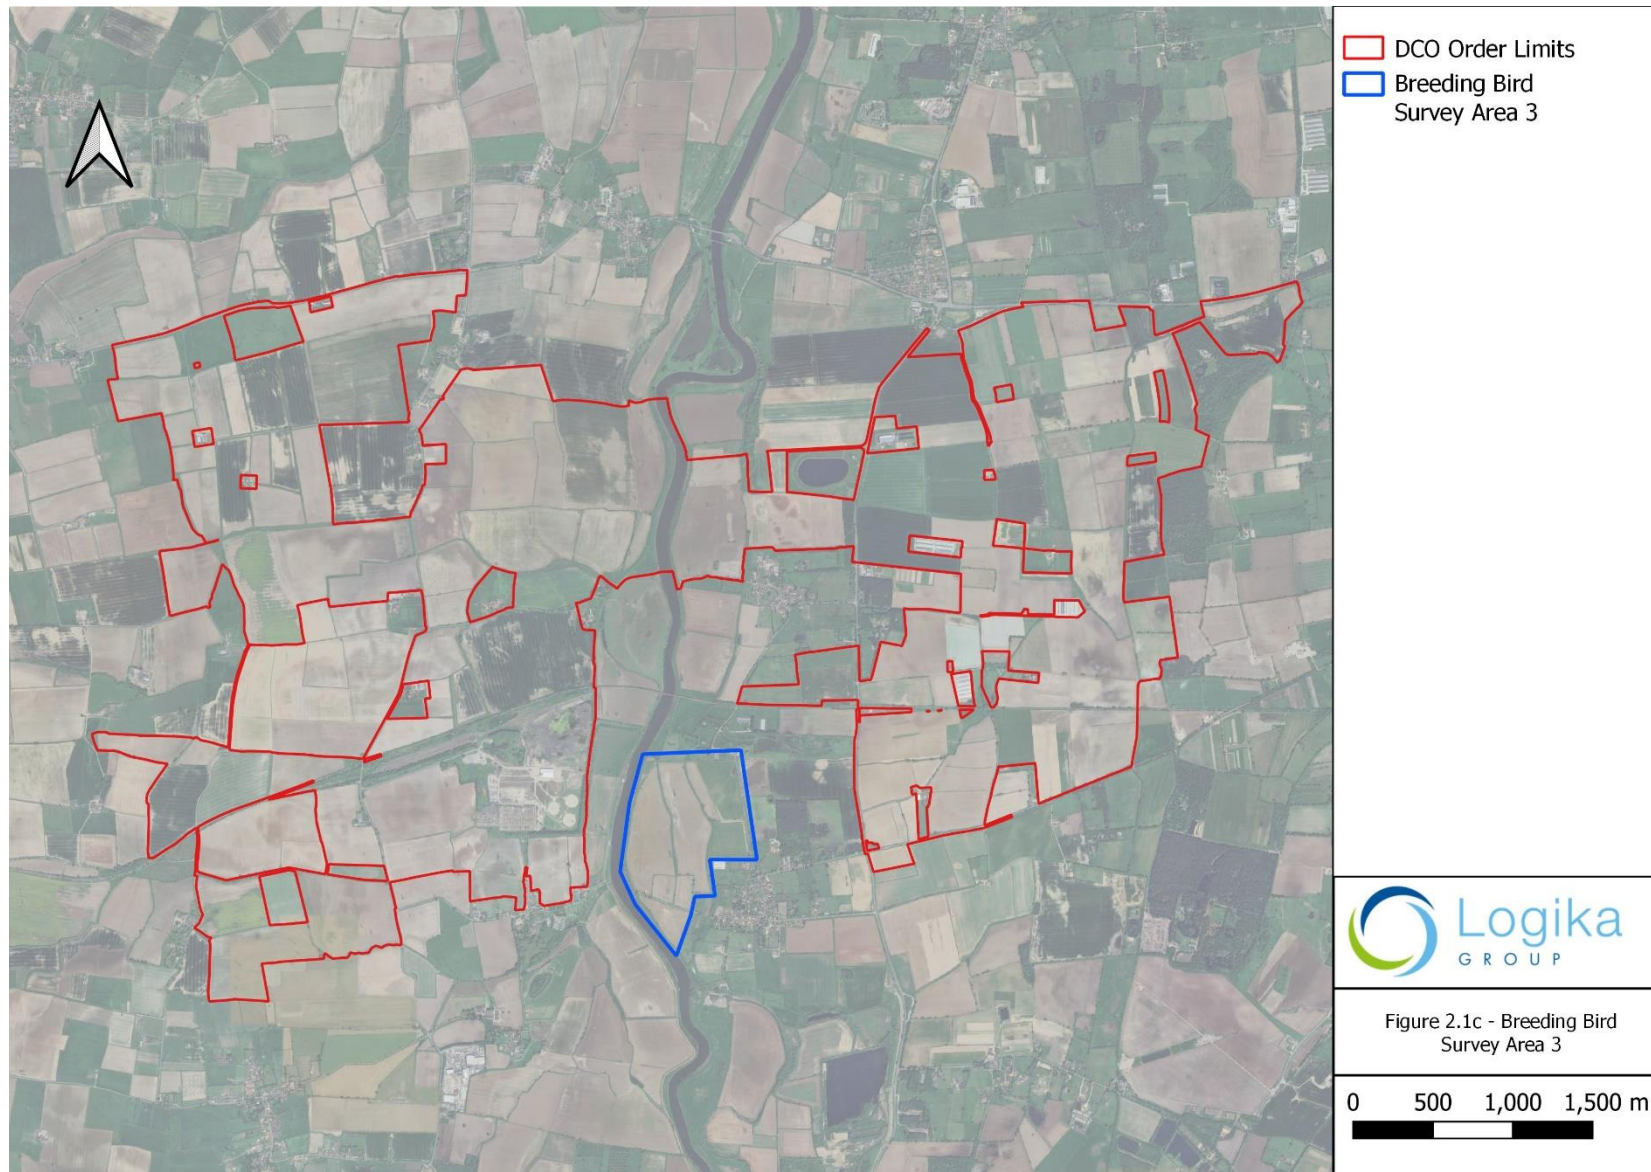 DCO Order Limits
Breeding Bird
Survey Area 3
Logika
GROUP
Figure 2.1c - Breeding Bird
Survey Area 3
0 500 1,000 1,500 m